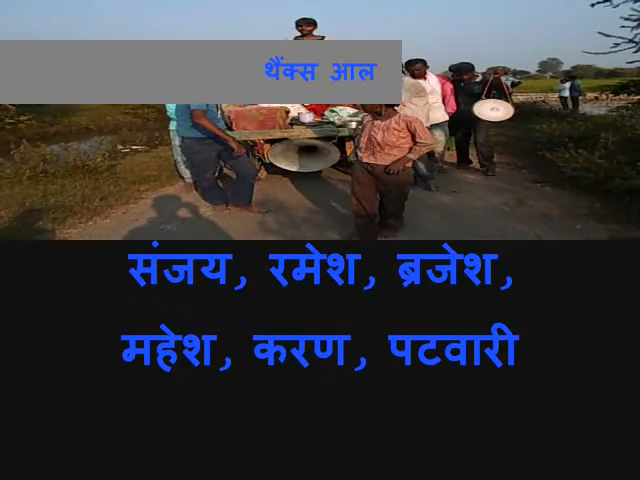 थैंक्स आल
संजय, रमेश, ब्रजेश,
महेश, करण, पटवारी